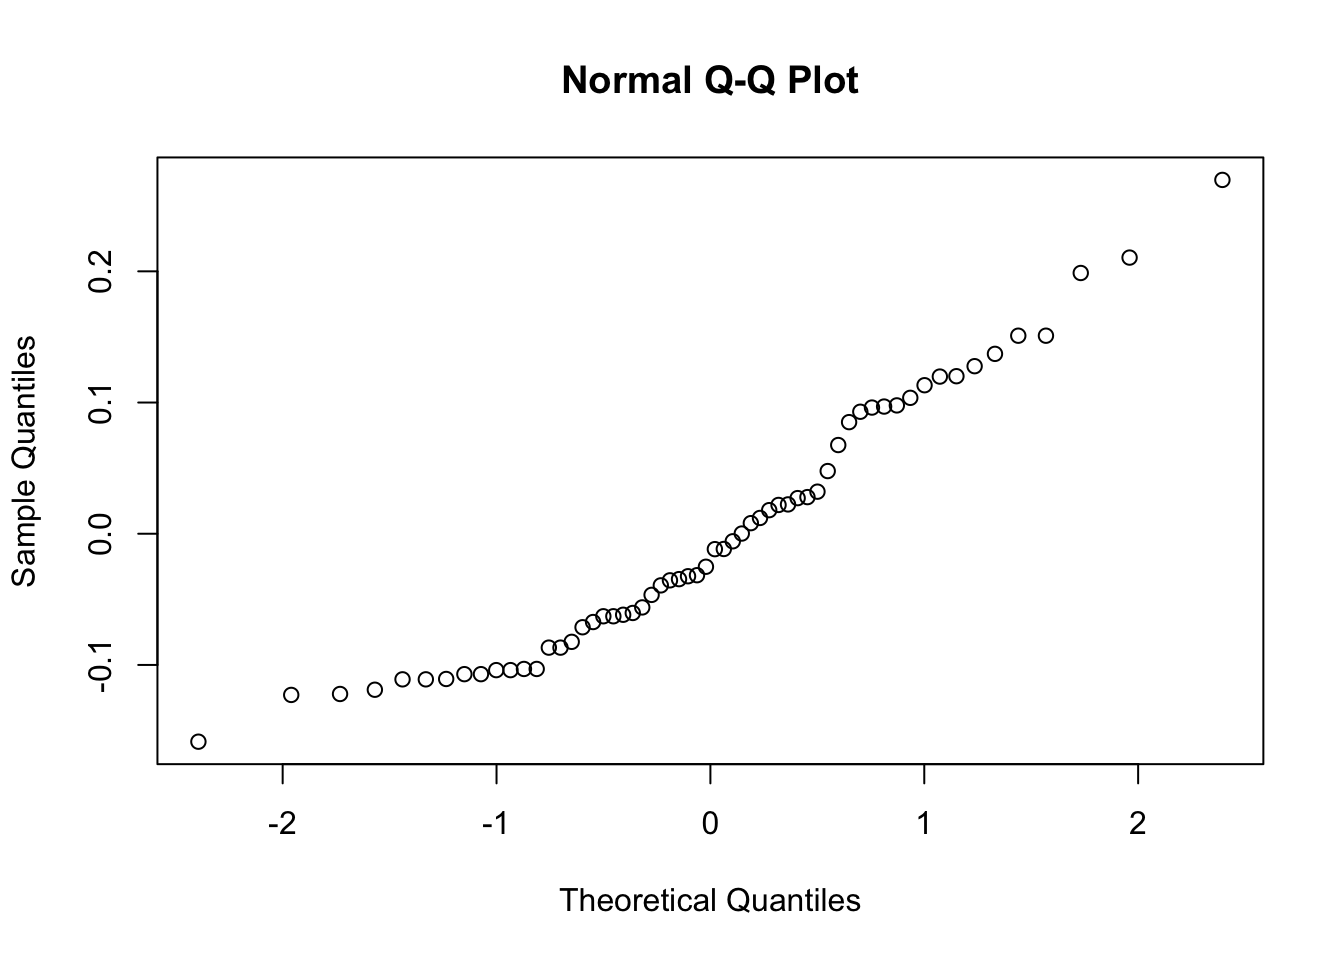 Normal Q-Q Plot
Sample Quantiles
0.2
0.1
0.0
-0.1
-2 -1 0 1 2
Theoretical Quantiles